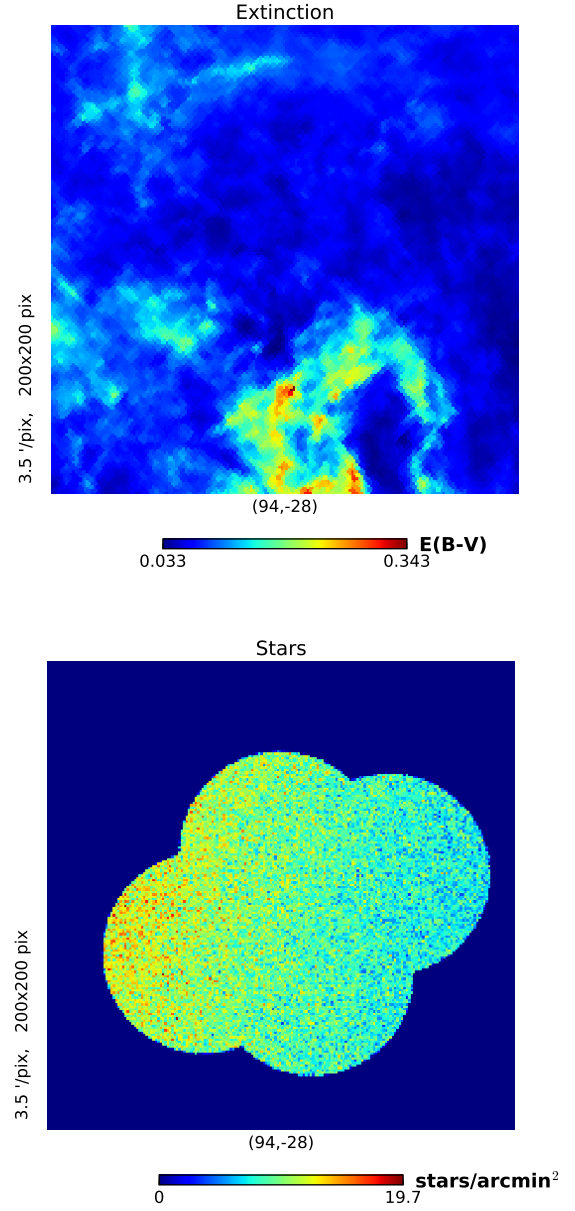 Extinction
3.5 '/pix, 200x200 pix
(94,-28)
E(B-V)
0.033 0.343
Stars
3.5 '/pix, 200x200 pix
(94,-28)
stars/arcmin²
0 19.7